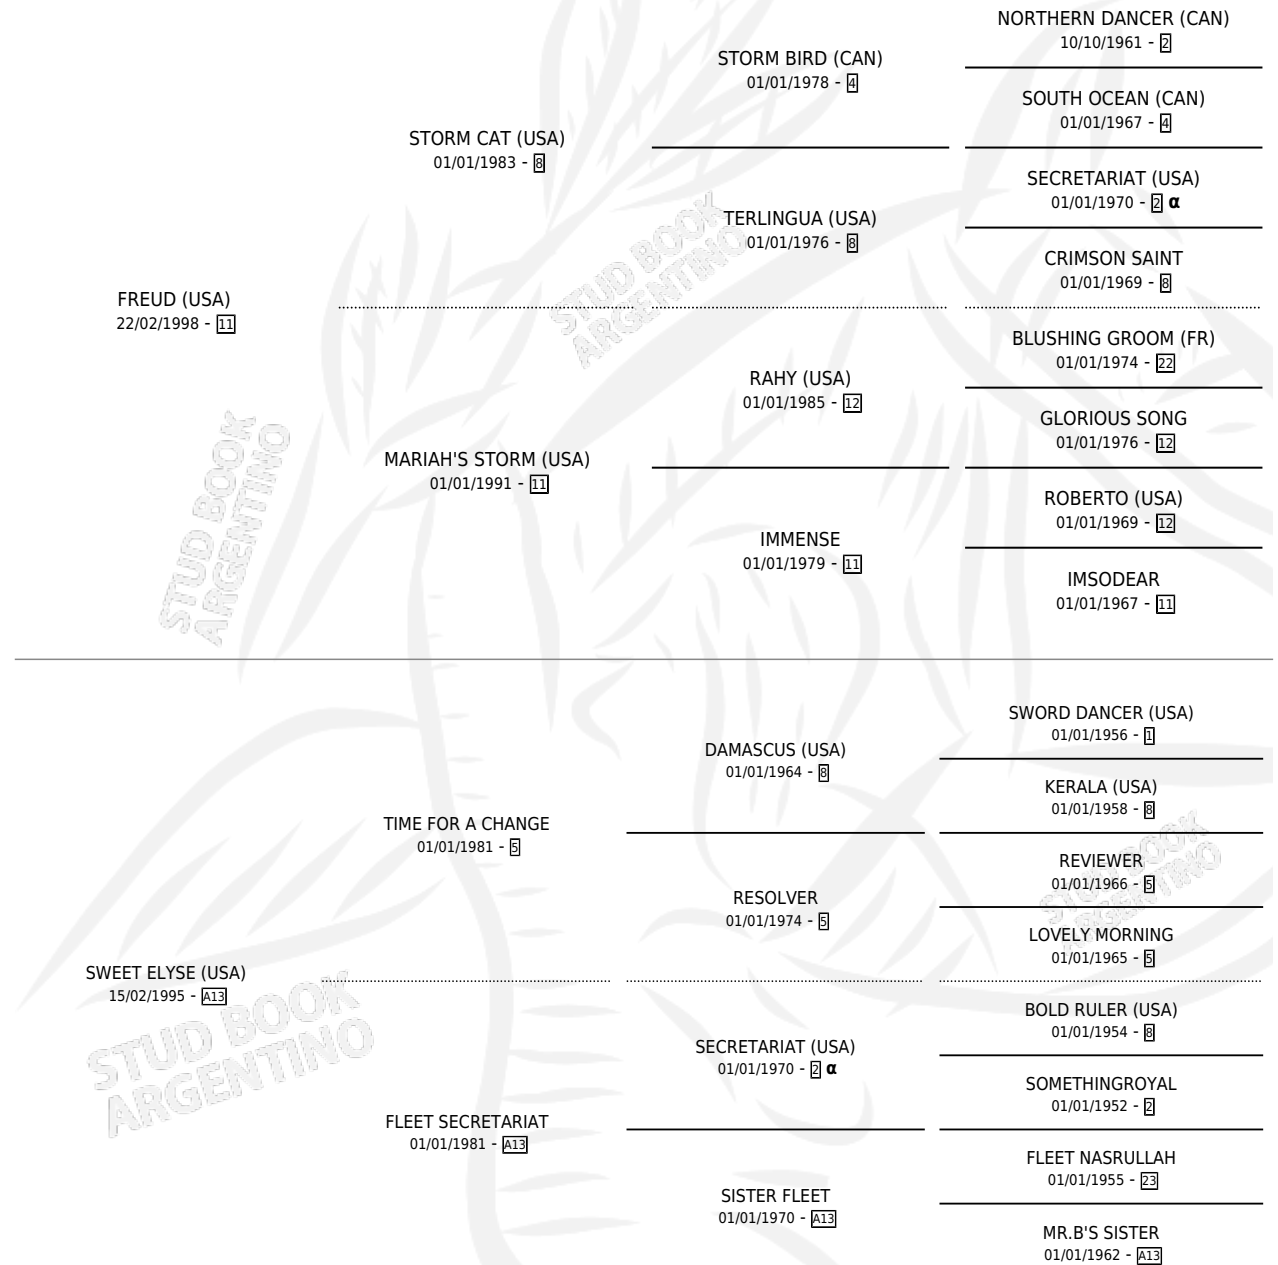 NORTHERN DANCER (CAN)
10/10/1961 - 2
STORM BIRD (CAN)
01/01/1978 - 4
SOUTH OCEAN (CAN)
01/01/1967 - 4
STORM CAT (USA)
01/01/1983 - 8
SECRETARIAT (USA)
01/01/1970 - 2 α
TERLINGUA (USA)
01/01/1976 - 8
CRIMSON SAINT
01/01/1969 - 8
FREUD (USA)
22/02/1998 - 11
BLUSHING GROOM (FR)
01/01/1974 - 22
RAHY (USA)
01/01/1985 - 12
GLORIOUS SONG
01/01/1976 - 12
MARIAH'S STORM (USA)
01/01/1991 - 11
ROBERTO (USA)
01/01/1969 - 12
IMMENSE
01/01/1979 - 11
IMSODEAR
01/01/1967 - 11
SWORD DANCER (USA)
01/01/1956 - 1
DAMASCUS (USA)
01/01/1964 - 8
KERALA (USA)
01/01/1958 - 8
TIME FOR A CHANGE
01/01/1981 - 5
REVIEWER
01/01/1966 - 5
RESOLVER
01/01/1974 - 5
LOVELY MORNING
01/01/1965 - 5
SWEET ELYSE (USA)
15/02/1995 - A13
BOLD RULER (USA)
01/01/1954 - 8
SECRETARIAT (USA)
01/01/1970 - 2 α
SOMETHINGROYAL
01/01/1952 - 2
FLEET SECRETARIAT
01/01/1981 - A13
FLEET NASRULLAH
01/01/1955 - 23
SISTER FLEET
01/01/1970 - A13
MR.B'S SISTER
01/01/1962 - A13
STUD BOOK
ARGENTINO
STUD BOOK
ARGENTINO
STUD BOOK
ARGENTINO
STUD BOOK
ARGENTINO